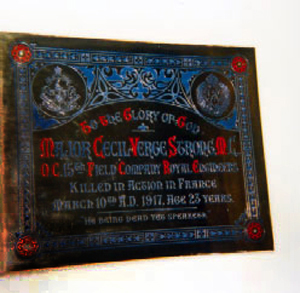 To the Glory of God
Major Cecil Verge Strong, M.C.
O.C. 15th Field Company Royal Engineers
Killed in Action in France
March 10th A.D. 1917. Age 25 years.
"He being dead yet speaketh."